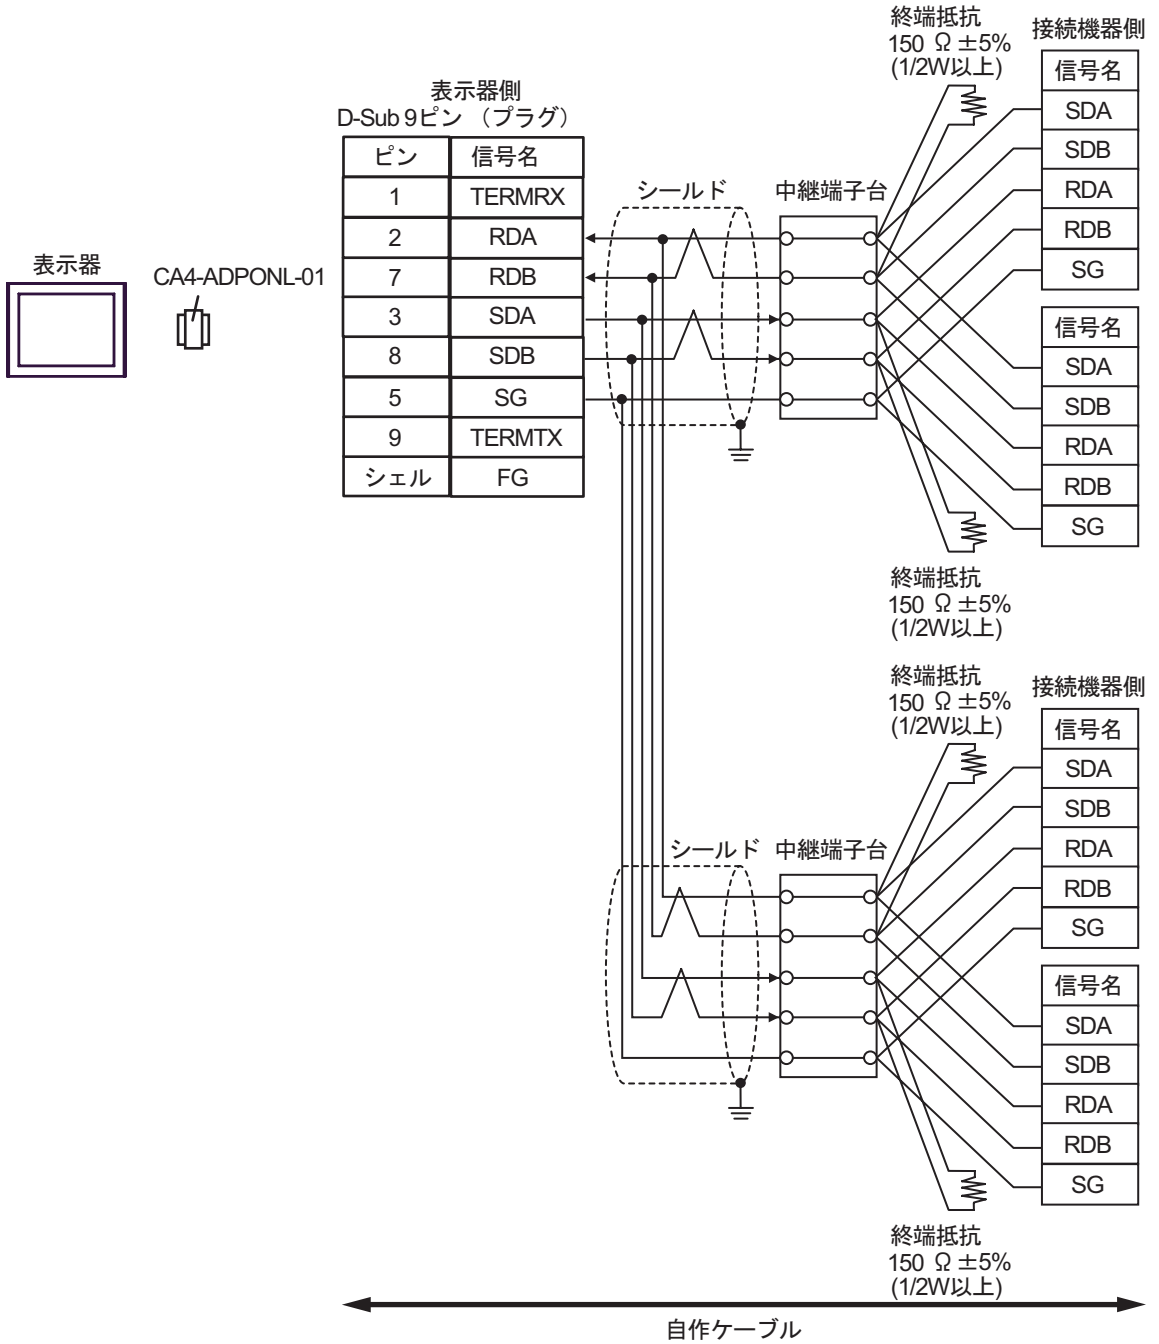 終端抵抗
150 Ω ±5%
(1/2W以上)
接続機器側
信号名
SDA
SDB
RDA
RDB
SG
表示器側
D-Sub 9ピン （プラグ）
ピン 信号名
1 TERMRX
2 RDA
7 RDB
3 SDA
8 SDB
5 SG
9 TERMTX
シェル FG
シールド
中継端子台
表示器
CA4-ADPONL-01
信号名
SDA
SDB
RDA
RDB
SG
終端抵抗
150 Ω ±5%
(1/2W以上)
終端抵抗
150 Ω ±5%
(1/2W以上)
接続機器側
信号名
SDA
SDB
RDA
RDB
SG
シールド
中継端子台
信号名
SDA
SDB
RDA
RDB
SG
終端抵抗
150 Ω ±5%
(1/2W以上)
自作ケーブル